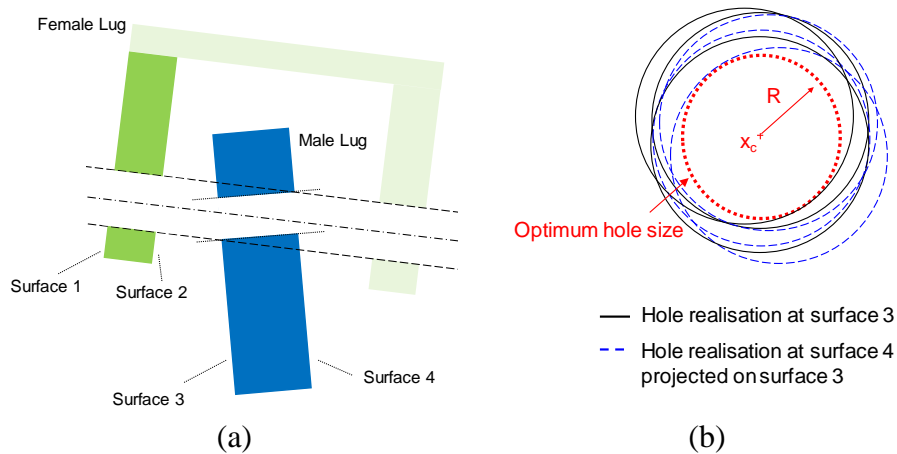 Female Lug
Male Lug
Surface 1
Surface 2
Surface 3
Surface 4
(a)
R
x_c
Optimum hole size
Hole realisation at surface 3
Hole realisation at surface 4
projected on surface 3
(b)